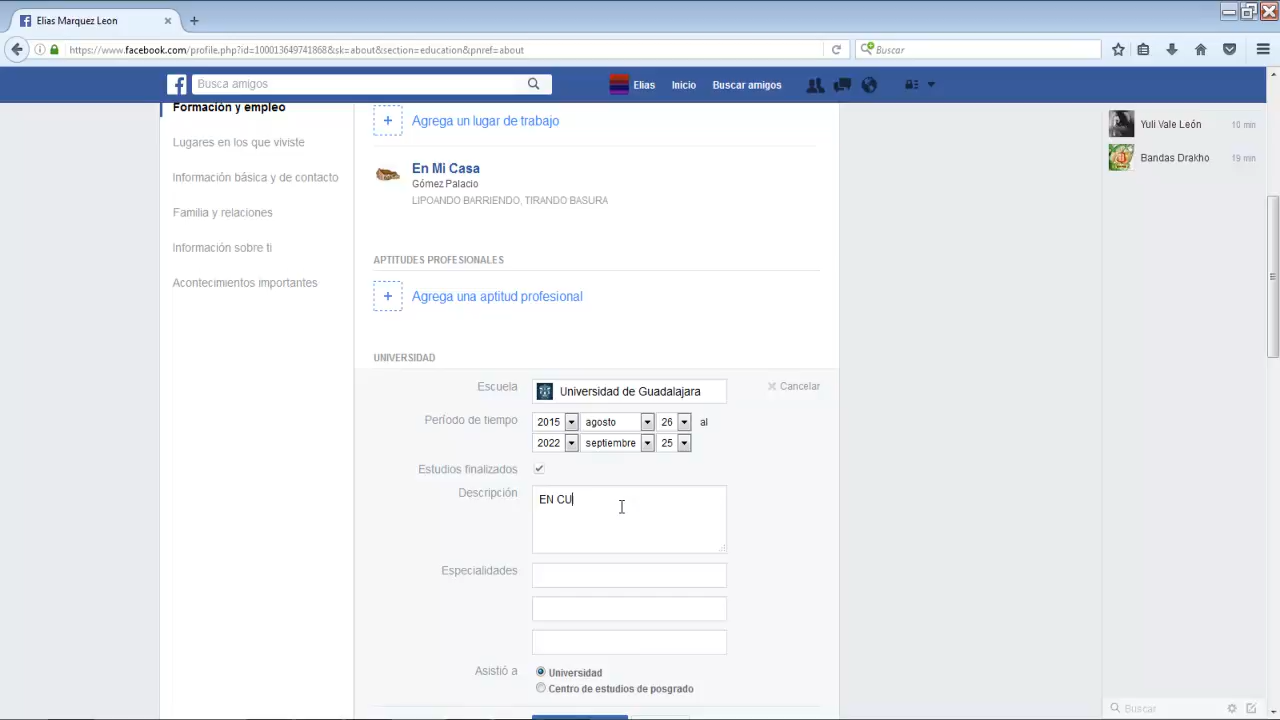 Elias Marquez Leon
https://www.facebook.com/profile.php?id=100013649741868&sk=about&section=education&pnref=about
Buscar
Busca amigos
Elias
Inicio
Buscar amigos
Formación y empleo
Lugares en los que viviste
Información básica y de contacto
Familia y relaciones
Información sobre ti
Acontecimientos importantes
Agrega un lugar de trabajo
En Mi Casa
Gómez Palacio
LIPOANDO BARRIENDO, TIRANDO BASURA
APTITUDES PROFESIONALES
Agrega una aptitud profesional
UNIVERSIDAD
Escuela Universidad de Guadalajara Cancelar
Período de tiempo 2015 agosto 26 al
2022 septiembre 25
Estudios finalizados
Descripción EN CU
Especialidades
Asistió a Universidad
Centro de estudios de posgrado
Yuli Vale León 10 min
Bandas Drakho 19 min
Buscar